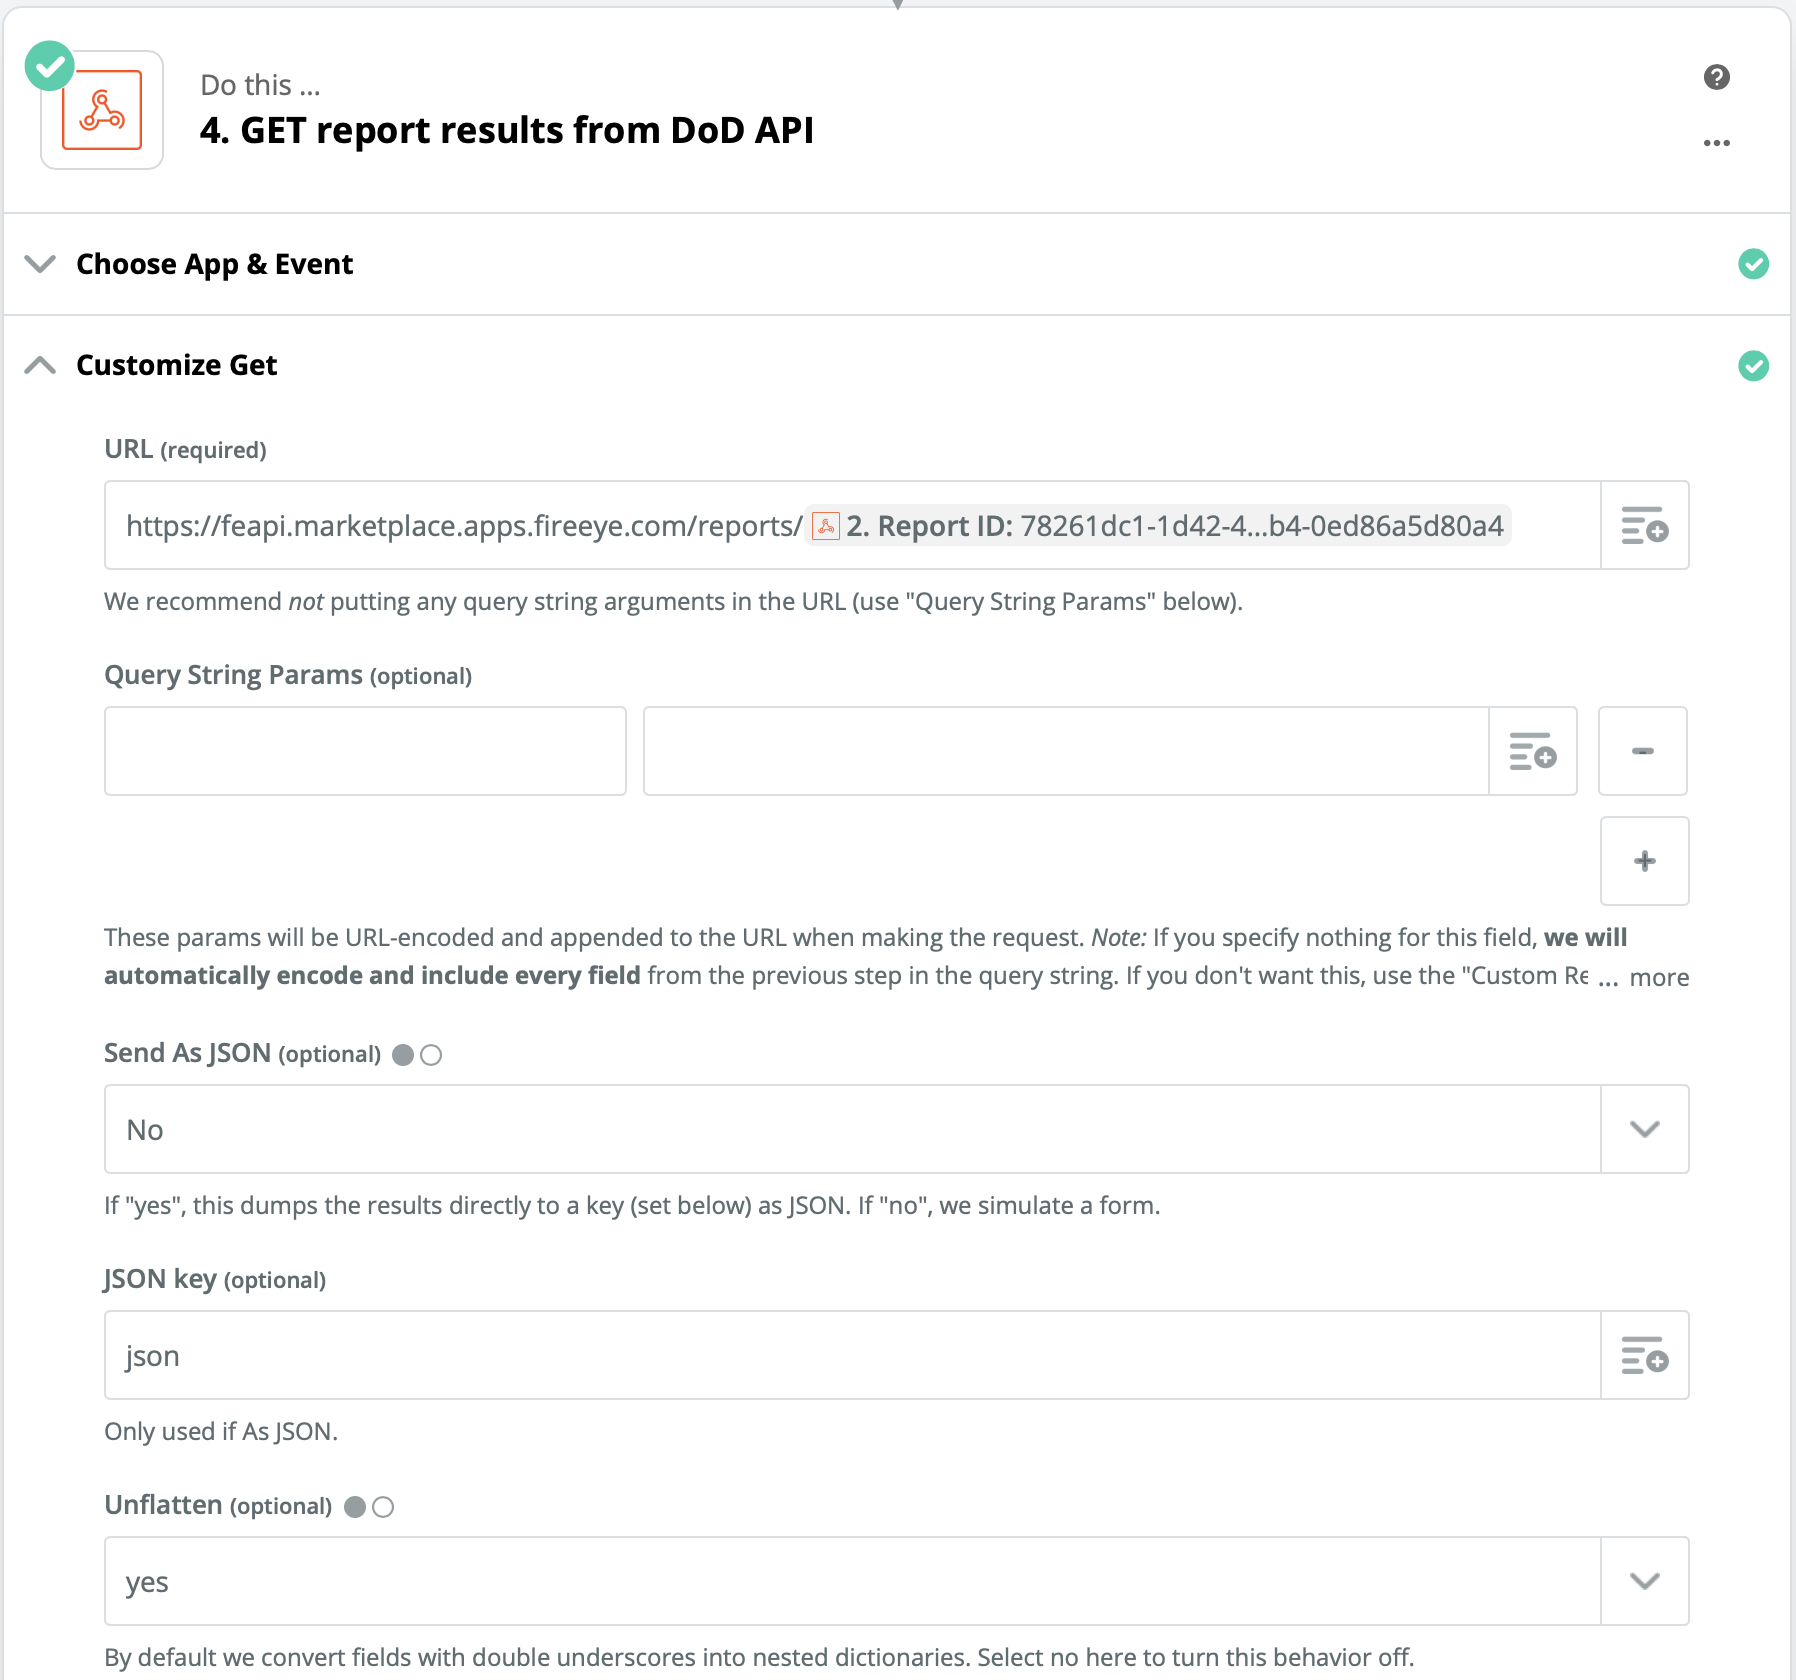 Do this ...
4. GET report results from DoD API
Choose App & Event
Customize Get
URL (required)
https://feapi.marketplace.apps.fireeye.com/reports/ 2. Report ID: 78261dc1-1d42-4...b4-0ed86a5d80a4
We recommend not putting any query string arguments in the URL (use "Query String Params" below).
Query String Params (optional)
These params will be URL-encoded and appended to the URL when making the request. Note: If you specify nothing for this field, we will
automatically encode and include every field from the previous step in the query string. If you don't want this, use the "Custom Re ... more
Send As JSON (optional)
No
If "yes", this dumps the results directly to a key (set below) as JSON. If "no", we simulate a form.
JSON key (optional)
json
Only used if As JSON.
Unflatten (optional)
yes
By default we convert fields with double underscores into nested dictionaries. Select no here to turn this behavior off.